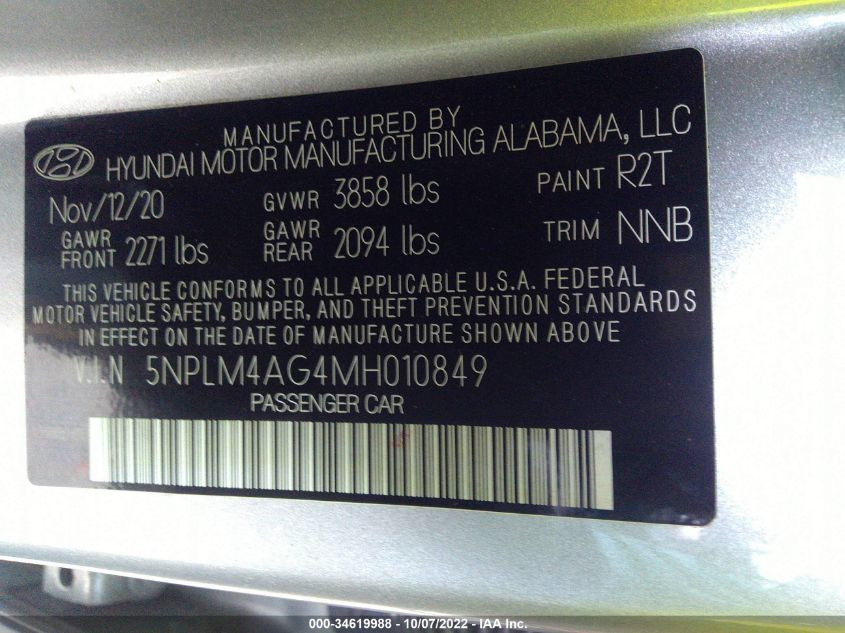 MANUFACTURED BY
HYUNDAI MOTOR MANUFACTURING ALABAMA, LLC
Nov/12/20 GVWR 3858 lbs PAINT R2T
GAWR FRONT 2271 lbs GAWR REAR 2094 lbs TRIM NNB
THIS VEHICLE CONFORMS TO ALL APPLICABLE U.S.A. FEDERAL
MOTOR VEHICLE SAFETY, BUMPER, AND THEFT PREVENTION STANDARDS
IN EFFECT ON THE DATE OF MANUFACTURE SHOWN ABOVE
V.I.N 5NPLM4AG4MH010849
PASSENGER CAR
000-34619988 - 10/07/2022 - IAA Inc.